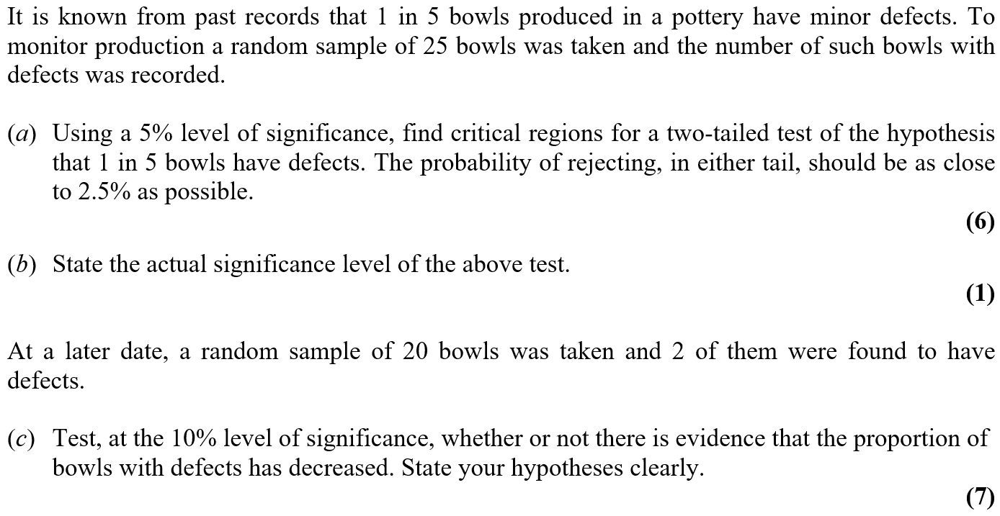 It is known from past records that 1 in 5 bowls produced in a pottery have minor defects. To
monitor production a random sample of 25 bowls was taken and the number of such bowls with
defects was recorded.
(a) Using a 5% level of significance, find critical regions for a two-tailed test of the hypothesis
that 1 in 5 bowls have defects. The probability of rejecting, in either tail, should be as close
to 2.5% as possible.
(6)
(b) State the actual significance level of the above test.
(1)
At a later date, a random sample of 20 bowls was taken and 2 of them were found to have
defects.
(c) Test, at the 10% level of significance, whether or not there is evidence that the proportion of
bowls with defects has decreased. State your hypotheses clearly.
(7)